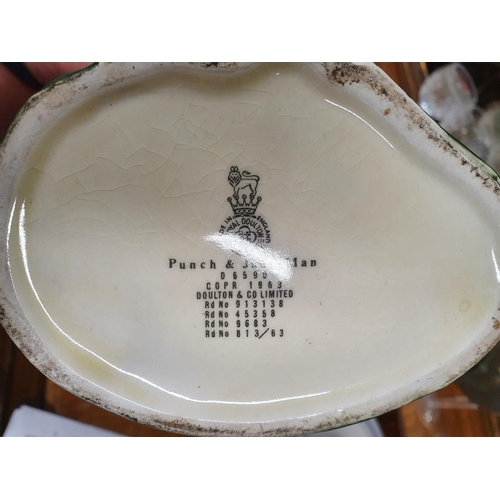 MADE IN ENGLAND
ROYAL DOULTON
Punch & Judy Man
D 6590
COPR 1963
DOULTON & CO LIMITED
Rd No 913138
Rd No 45358
Rd No 9683
Rd No 813/63